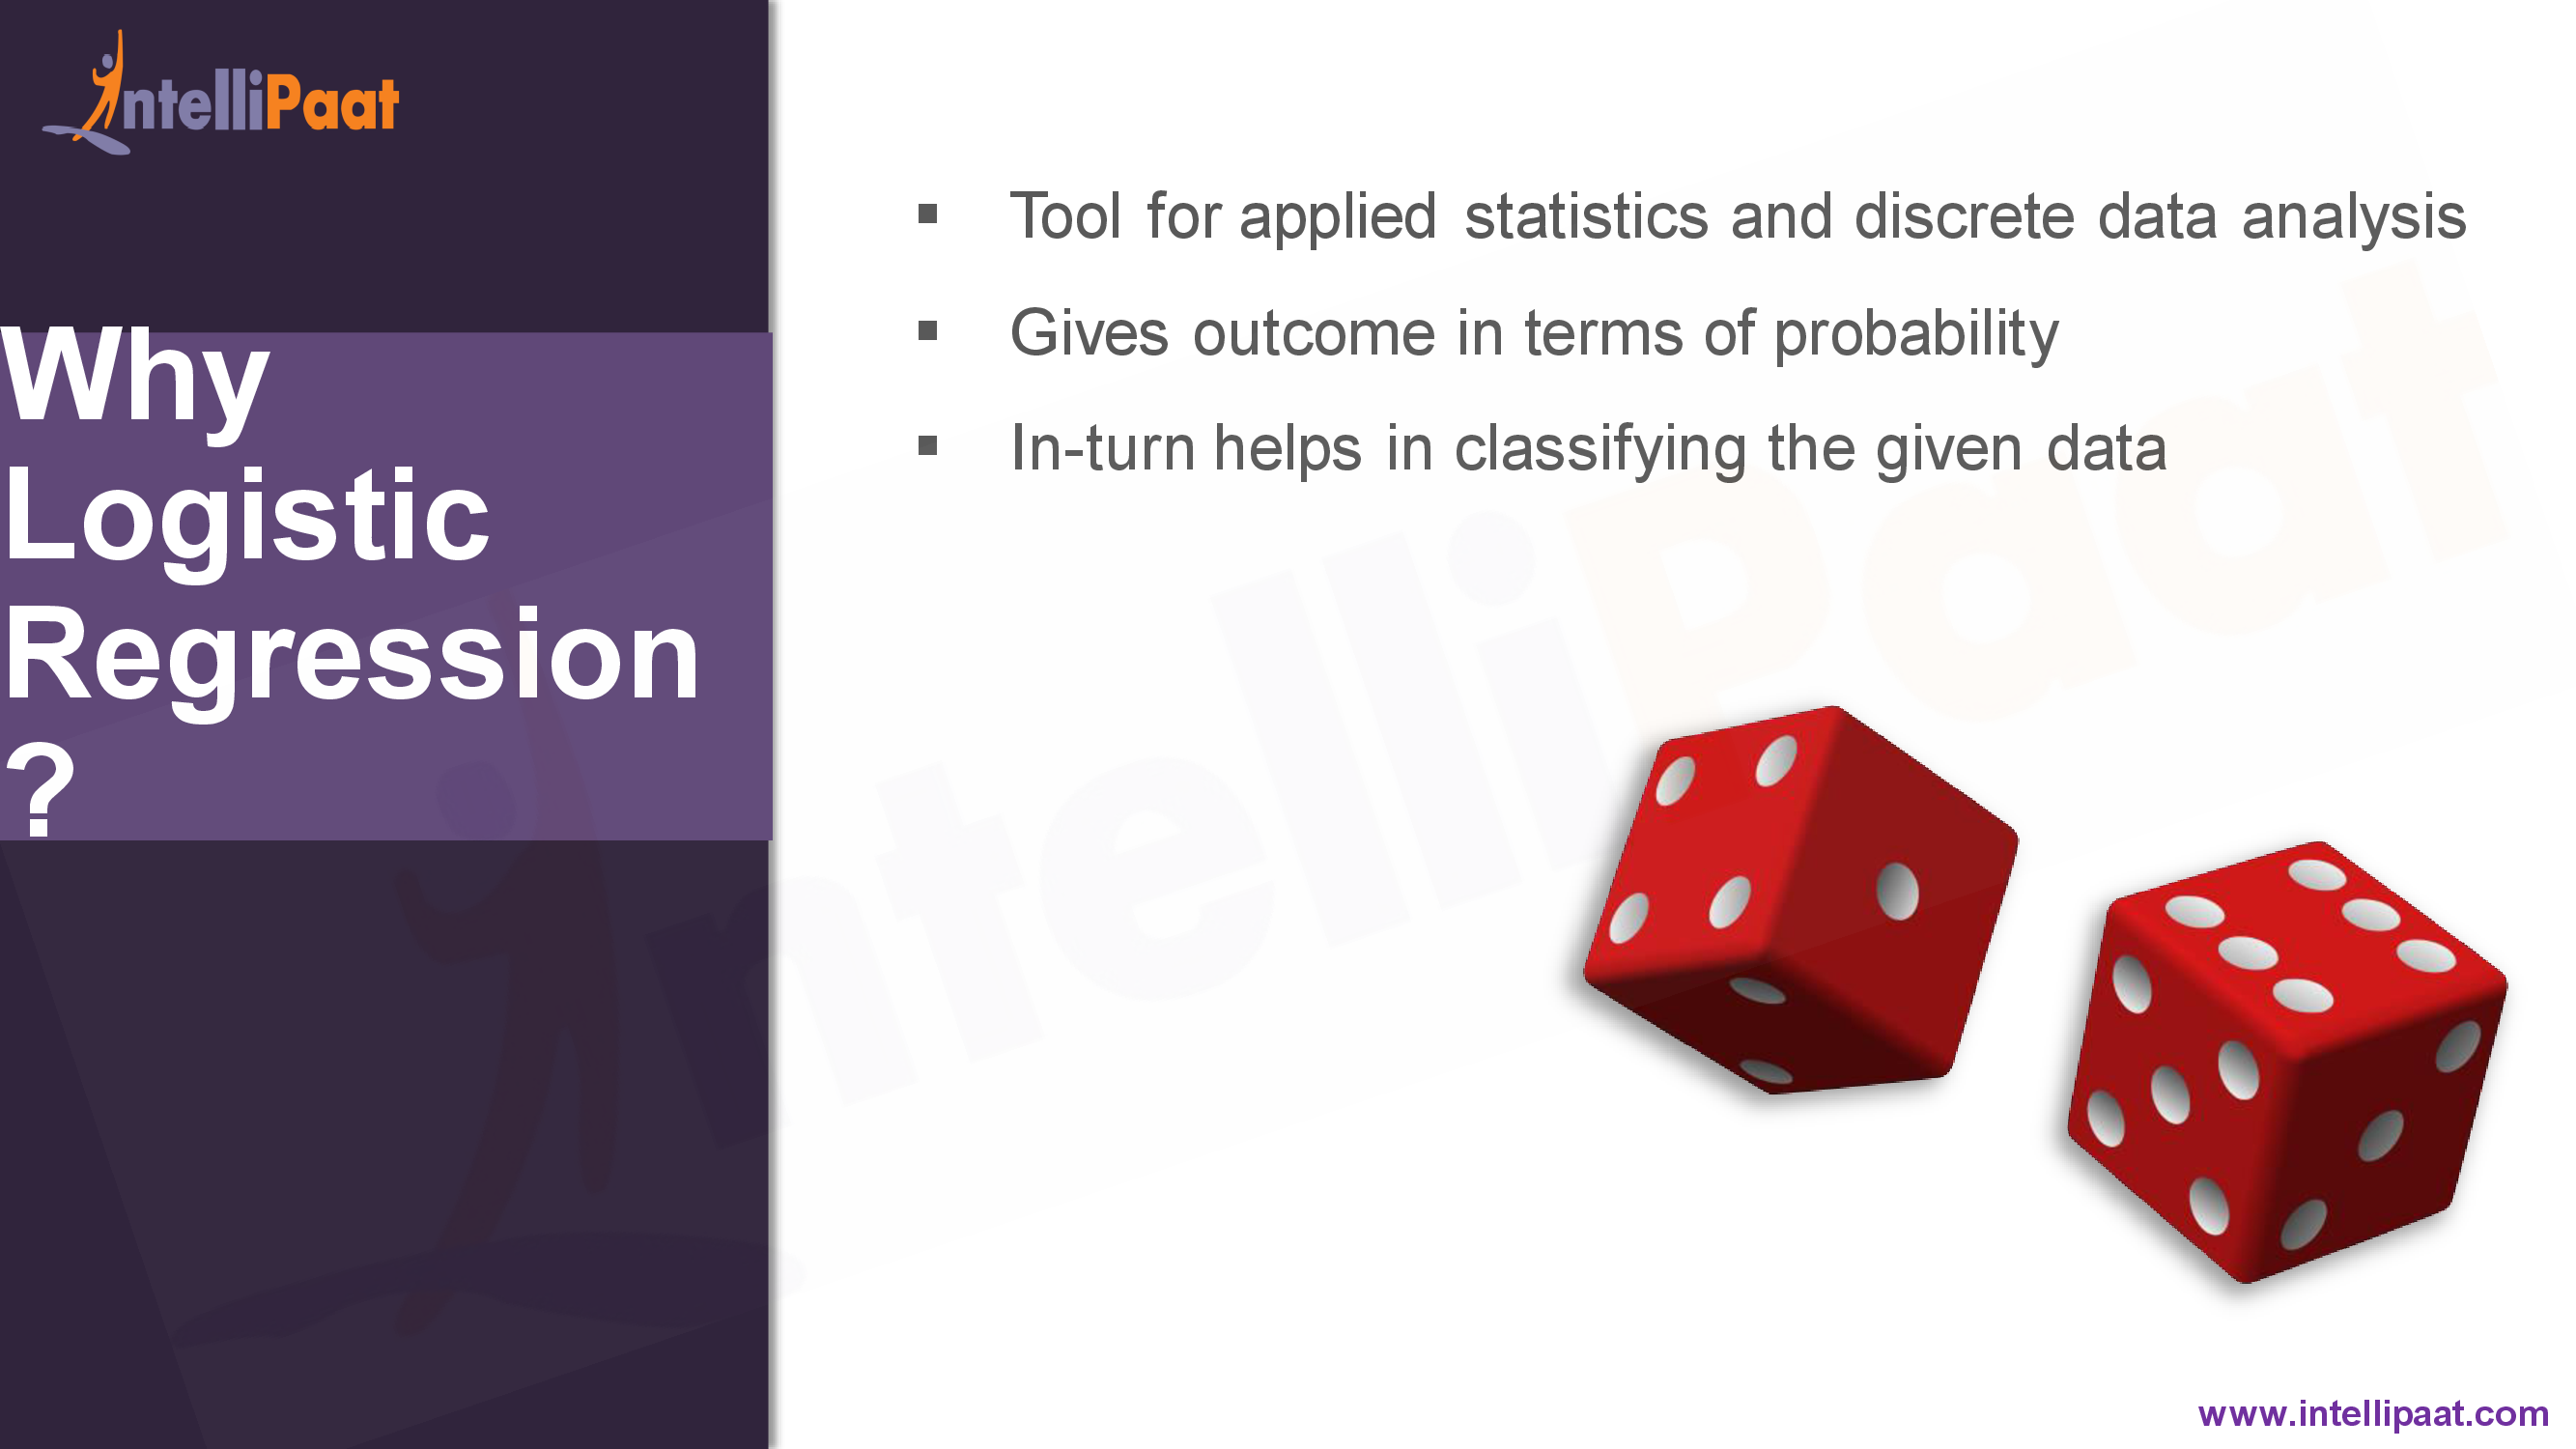 IntelliPaat
Why
Logistic
Regression
?
▪ Tool for applied statistics and discrete data analysis
▪ Gives outcome in terms of probability
▪ In-turn helps in classifying the given data
IntelliPaat
www.intellipaat.com